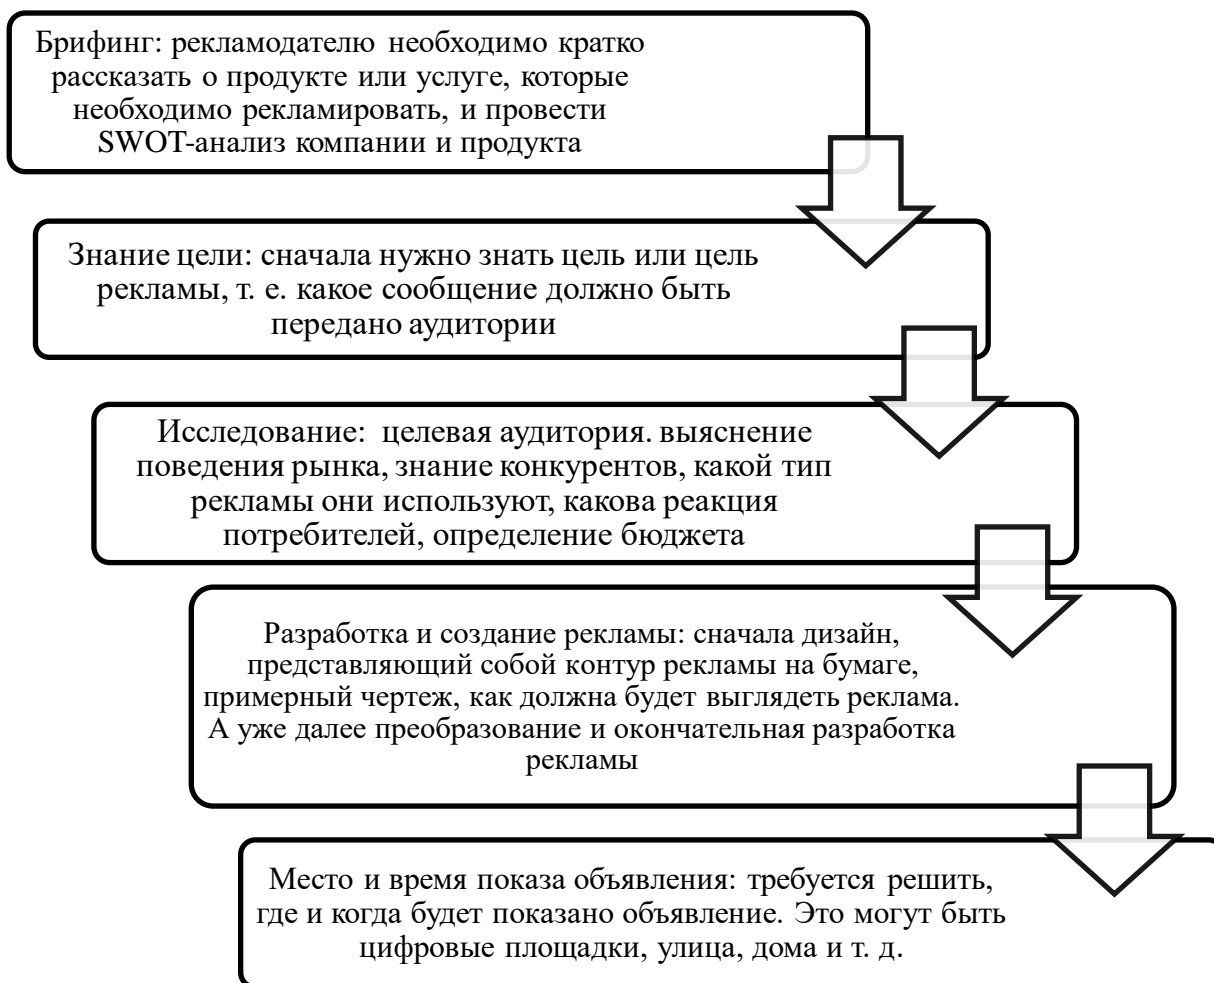 Брифинг: рекламодателю необходимо кратко
рассказать о продукте или услуге, которые
необходимо рекламировать, и провести
SWOT-анализ компании и продукта
Знание цели: сначала нужно знать цель или цель
рекламы, т. е. какое сообщение должно быть
передано аудитории
Исследование: целевая аудитория. выяснение
поведения рынка, знание конкурентов, какой тип
рекламы они используют, какова реакция
потребителей, определение бюджета
Разработка и создание рекламы: сначала дизайн,
представляющий собой контур рекламы на бумаге,
примерный чертеж, как должна будет выглядеть реклама.
А уже далее преобразование и окончательная разработка
рекламы
Место и время показа объявления: требуется решить,
где и когда будет показано объявление. Это могут быть
цифровые площадки, улица, дома и т. д.